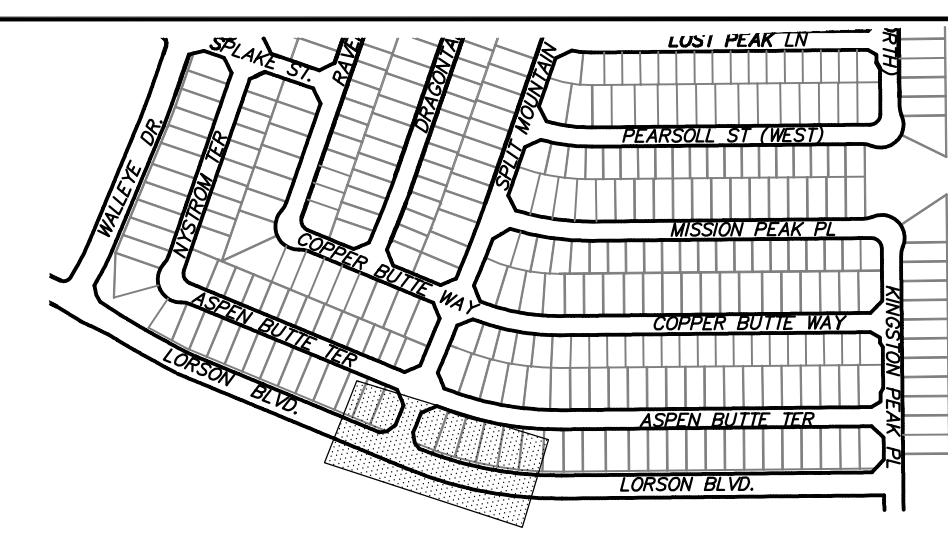 LOST PEAK LN
SPLAKE ST.
PEARSOLL ST (WEST)
SPLIT MOUNTAIN
WALLEYE DR.
NYSTROM TER
MISSION PEAK PL
COPPER BUTTE WAY
ASPEN BUTTE TER
COPPER BUTTE WAY
KINGSTON PEAK PL
LORSON BLVD.
ASPEN BUTTE TER
LORSON BLVD.